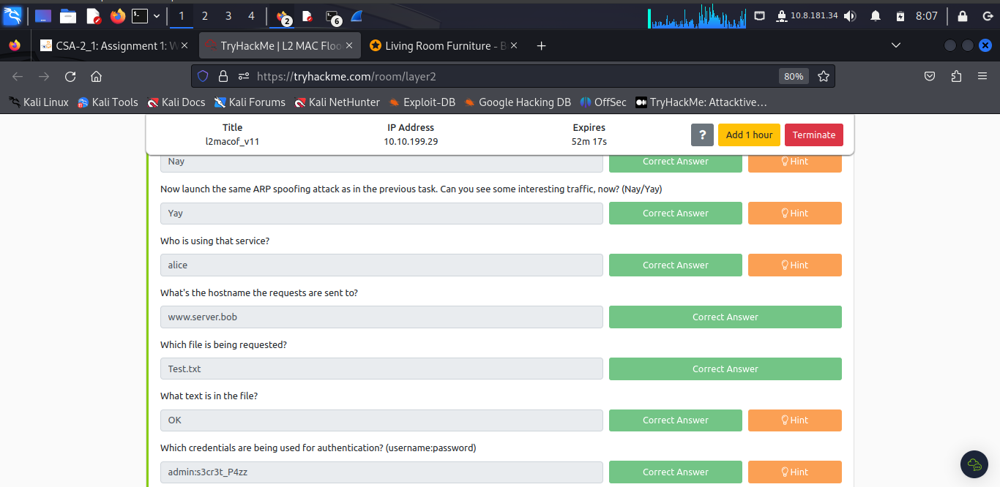 1 2 3 4 2 6 10.8.181.34 8:07
CSA-2_1: Assignment 1: W TryHackMe | L2 MAC Floo Living Room Furniture - B
https://tryhackme.com/room/layer2 80%
Kali Linux Kali Tools Kali Docs Kali Forums Kali NetHunter Exploit-DB Google Hacking DB OffSec TryHackMe: Attacktive…
Title IP Address Expires
l2macof_v11 10.10.199.29 52m 17s ? Add 1 hour Terminate
Nay Correct Answer Hint
Now launch the same ARP spoofing attack as in the previous task. Can you see some interesting traffic, now? (Nay/Yay)
Yay Correct Answer Hint
Who is using that service?
alice Correct Answer Hint
What's the hostname the requests are sent to?
www.server.bob Correct Answer
Which file is being requested?
Test.txt Correct Answer
What text is in the file?
OK Correct Answer Hint
Which credentials are being used for authentication? (username:password)
admin:s3cr3t_P4zz Correct Answer Hint